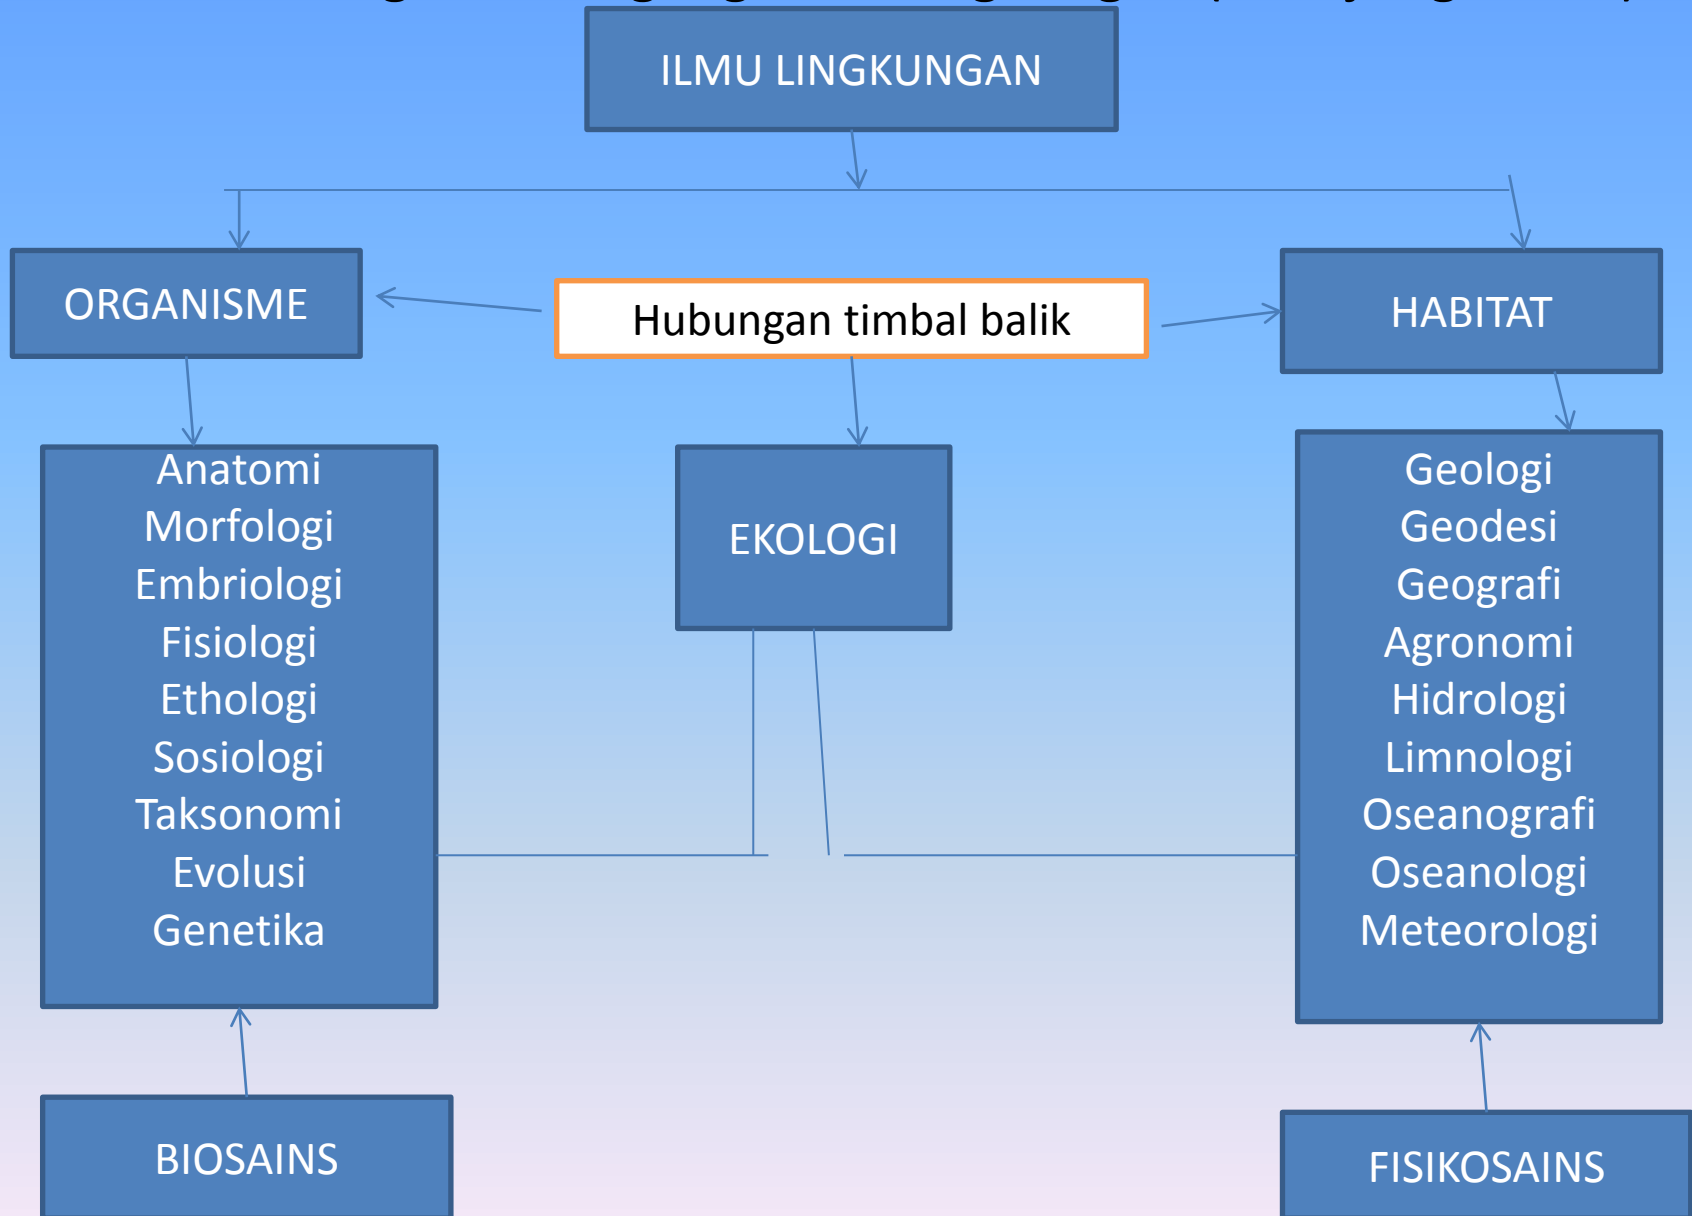 ILMU LINGKUNGAN
ORGANISME
Hubungan timbal balik
HABITAT
Anatomi
Morfologi
Embriologi
Fisiologi
Ethologi
Sosiologi
Taksonomi
Evolusi
Genetika
EKOLOGI
Geologi
Geodesi
Geografi
Agronomi
Hidrologi
Limnologi
Oseanografi
Oseanologi
Meteorologi
BIOSAINS
FISIKOSAINS